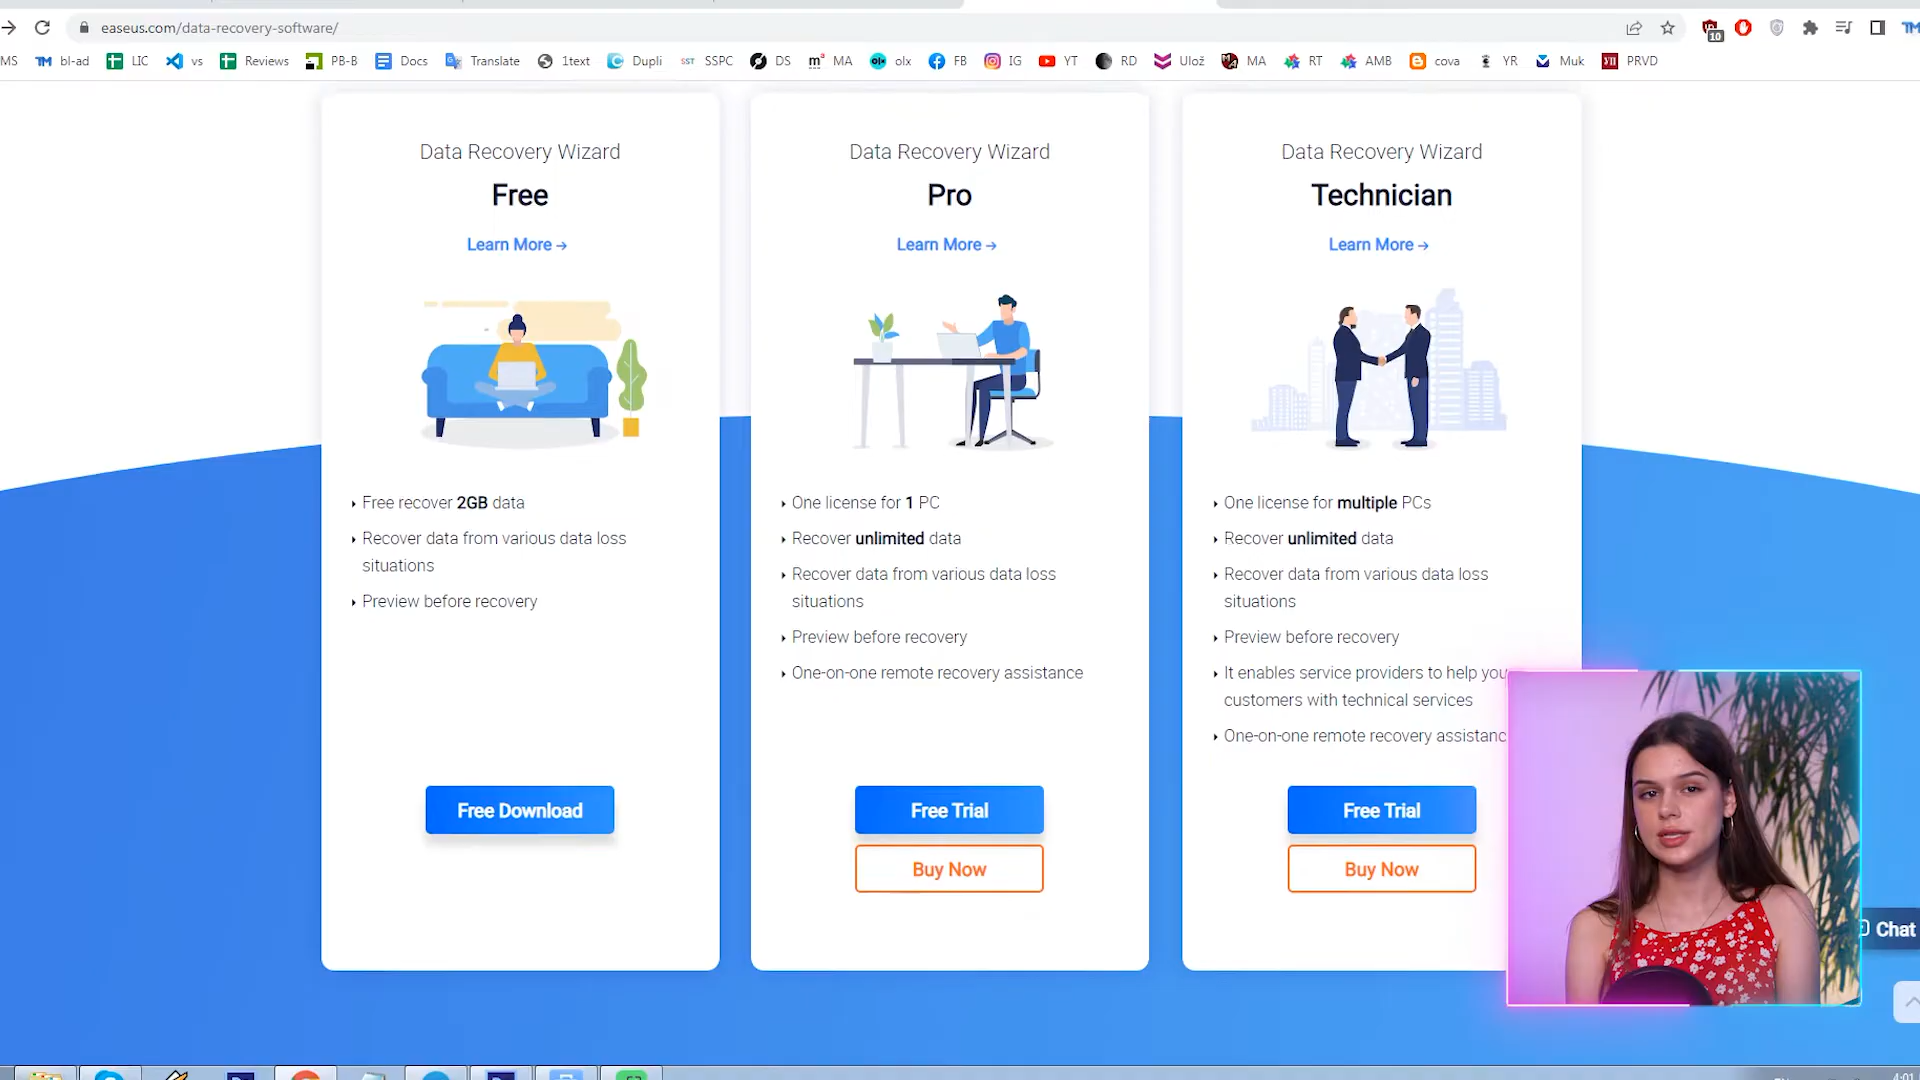 easeus.com/data-recovery-software/
10
TM
MS TM bl-ad LIC vs Reviews PB-B Docs Translate 1text Dupli SST SSPC DS m³ MA olx FB IG YT RD Ulož MA RT AMB cova YR Muk PRVD
Data Recovery Wizard
Free
Learn More →
Free recover 2GB data
Recover data from various data loss
situations
Preview before recovery
Free Download
Data Recovery Wizard
Pro
Learn More →
One license for 1 PC
Recover unlimited data
Recover data from various data loss
situations
Preview before recovery
One-on-one remote recovery assistance
Free Trial
Buy Now
Data Recovery Wizard
Technician
Learn More →
One license for multiple PCs
Recover unlimited data
Recover data from various data loss
situations
Preview before recovery
It enables service providers to help you
customers with technical services
One-on-one remote recovery assistanc
Free Trial
Buy Now
Chat
4:01